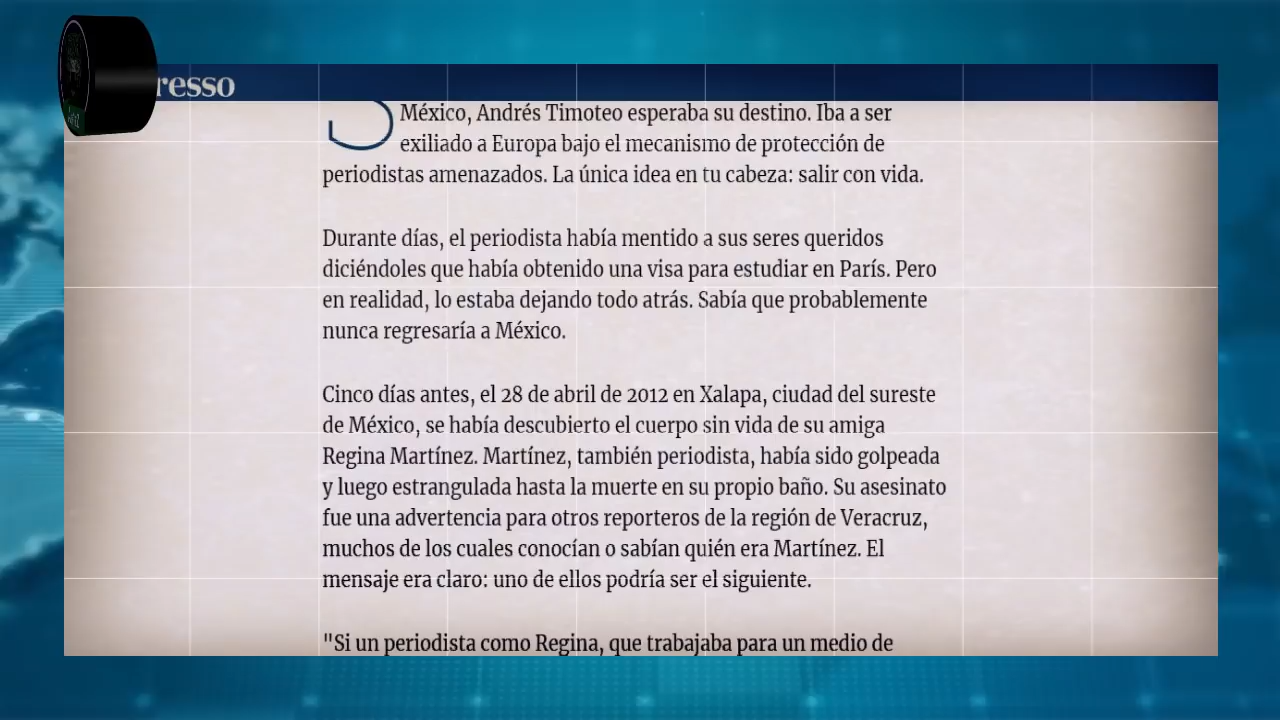 resso
México, Andrés Timoteo esperaba su destino. Iba a ser
exiliado a Europa bajo el mecanismo de protección de
periodistas amenazados. La única idea en tu cabeza: salir con vida.
Durante días, el periodista había mentido a sus seres queridos
diciéndoles que había obtenido una visa para estudiar en París. Pero
en realidad, lo estaba dejando todo atrás. Sabía que probablemente
nunca regresaría a México.
Cinco días antes, el 28 de abril de 2012 en Xalapa, ciudad del sureste
de México, se había descubierto el cuerpo sin vida de su amiga
Regina Martínez. Martínez, también periodista, había sido golpeada
y luego estrangulada hasta la muerte en su propio baño. Su asesinato
fue una advertencia para otros reporteros de la región de Veracruz,
muchos de los cuales conocían o sabían quién era Martínez. El
mensaje era claro: uno de ellos podría ser el siguiente.
"Si un periodista como Regina, que trabajaba para un medio de